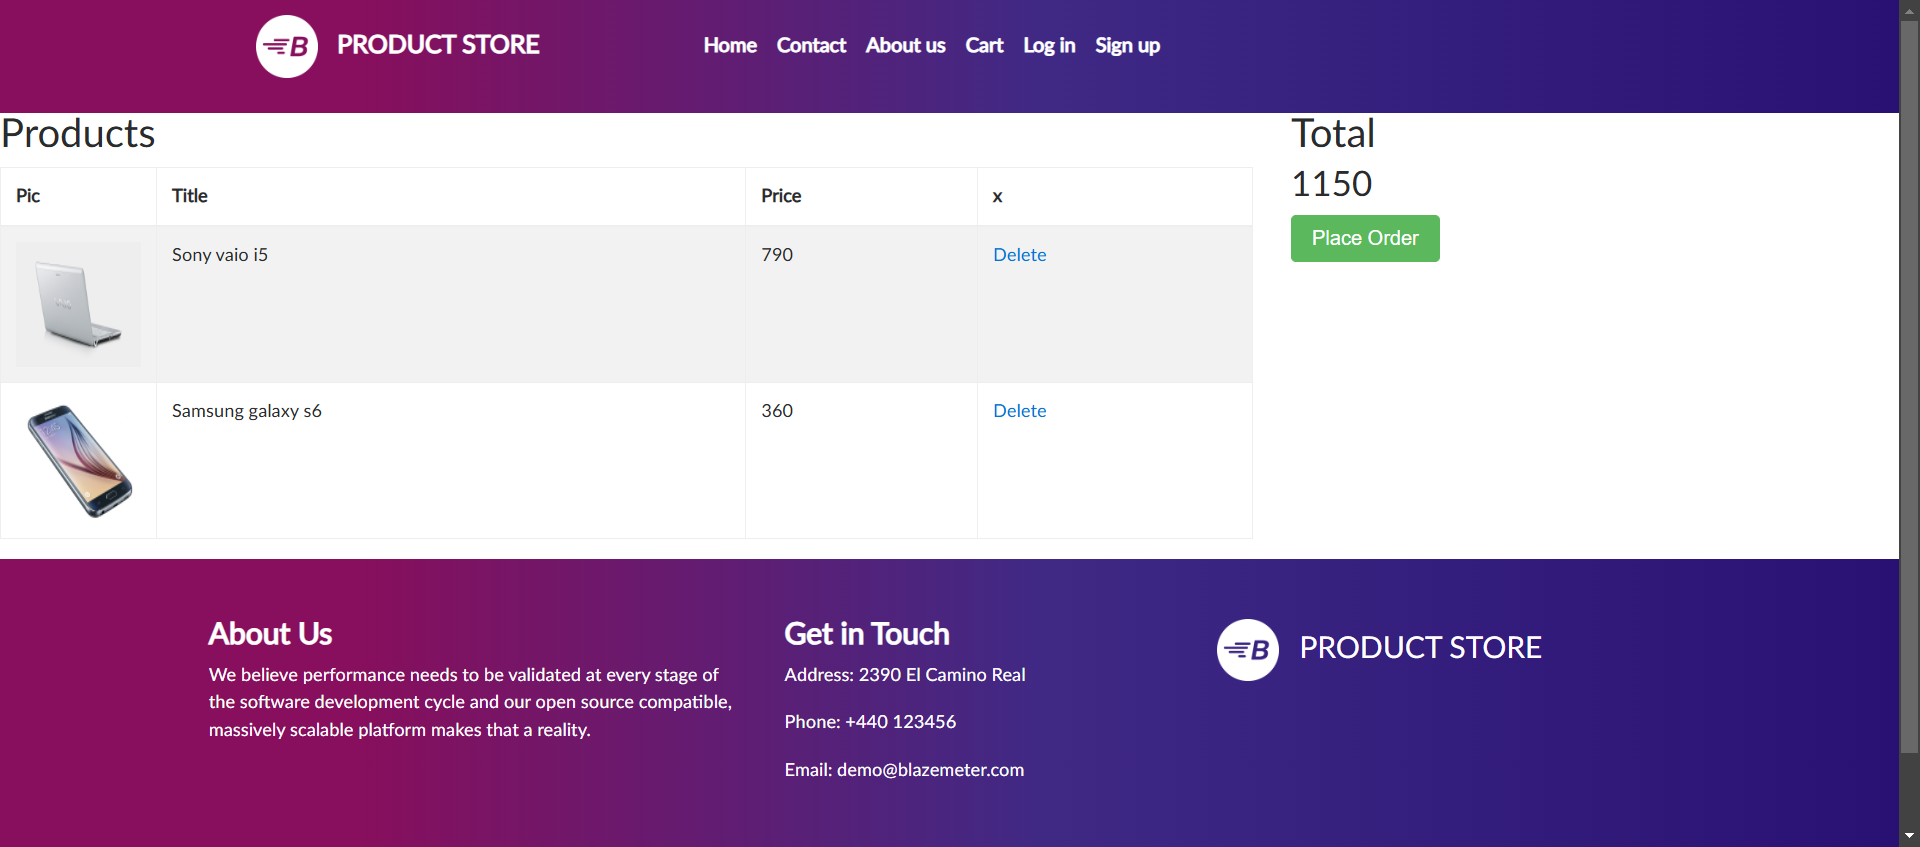 B PRODUCT STORE
Home Contact About us Cart Log in Sign up
Products
Pic Title Price x
Sony vaio i5 790 Delete
Samsung galaxy s6 360 Delete
Total
1150
Place Order
About Us
We believe performance needs to be validated at every stage of
the software development cycle and our open source compatible,
massively scalable platform makes that a reality.
Get in Touch
Address: 2390 El Camino Real
Phone: +440 123456
Email: demo@blazemeter.com
B PRODUCT STORE